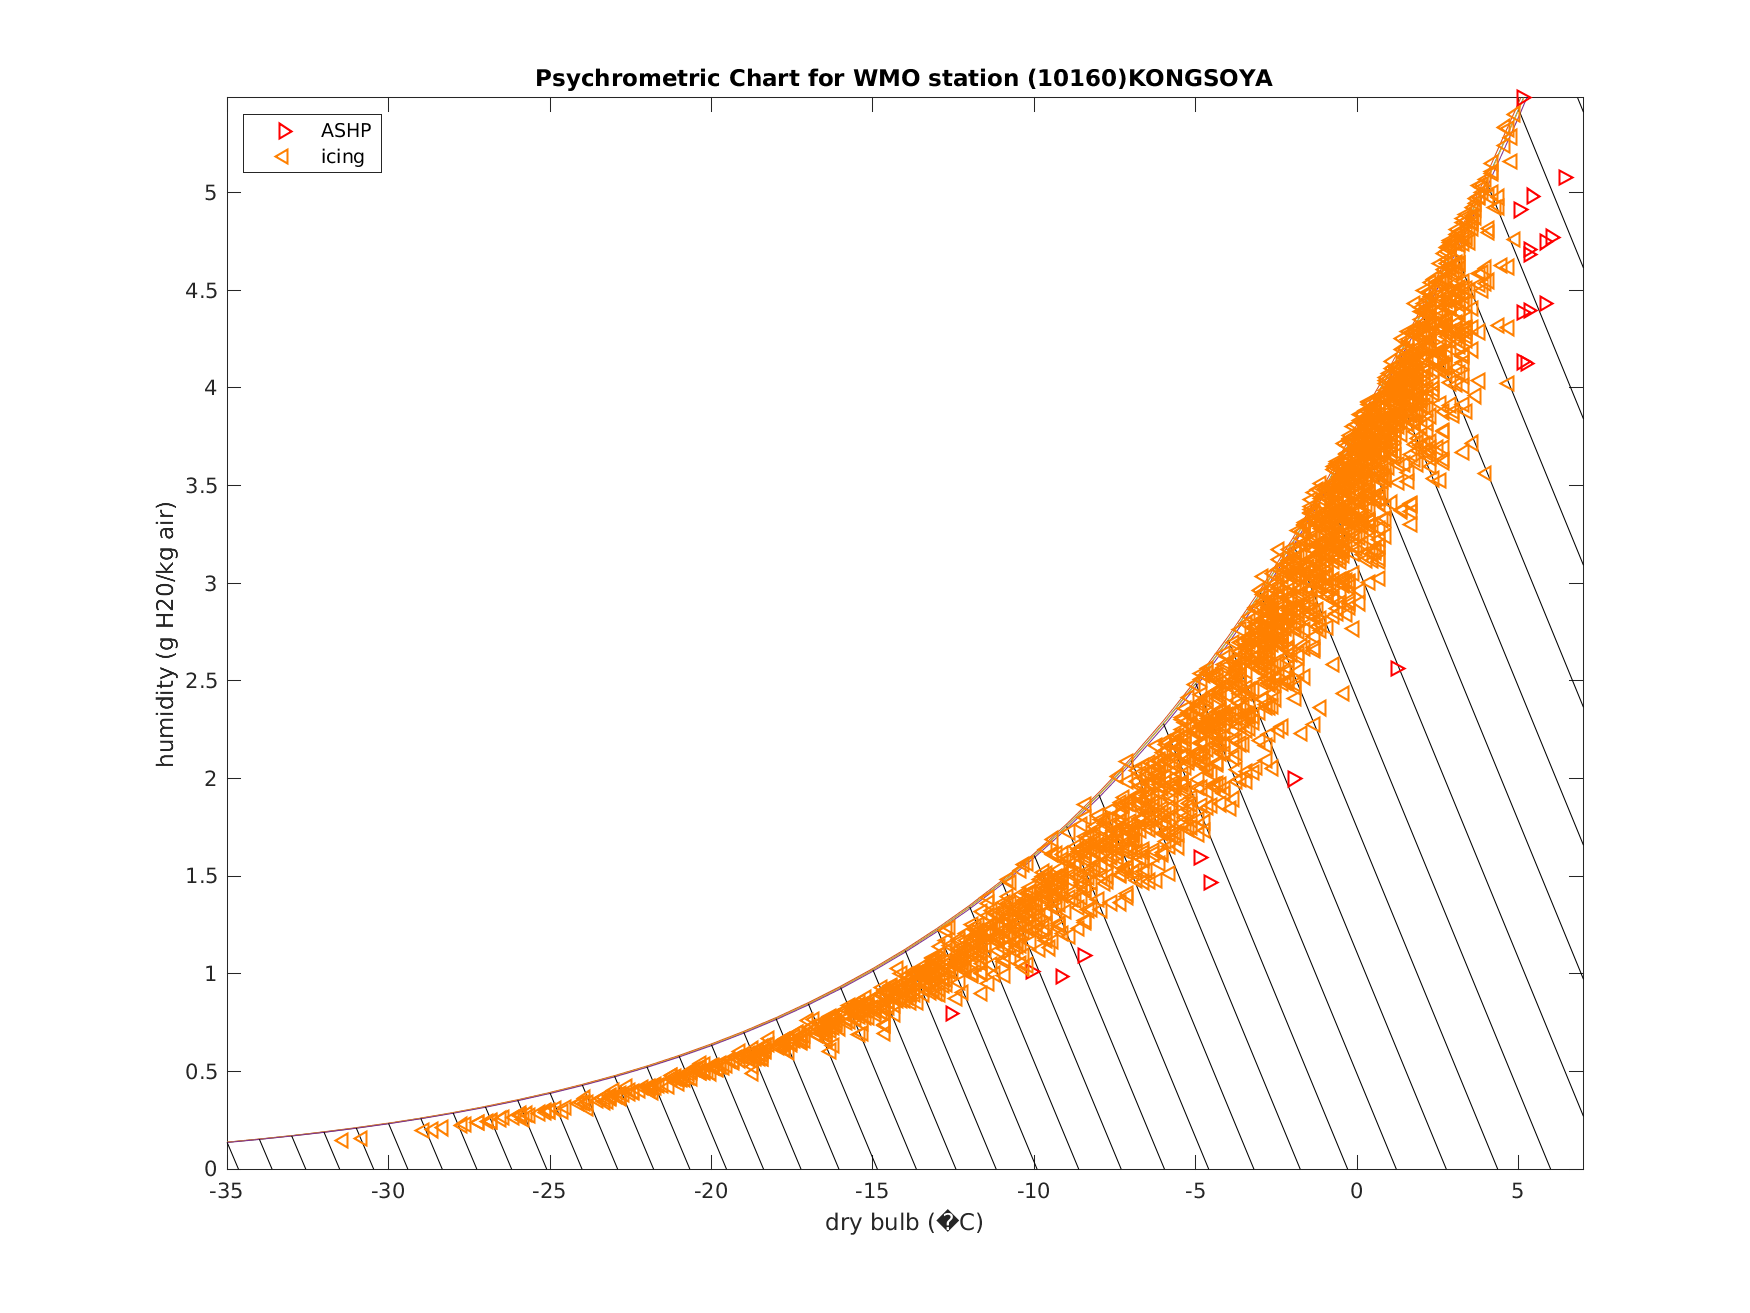 Psychrometric Chart for WMO station (10160)KONGSOYA
ASHP
icing
humidity (g H20/kg air)
5
4.5
4
3.5
3
2.5
2
1.5
1
0.5
0
-35 -30 -25 -20 -15 -10 -5 0 5
dry bulb (�C)